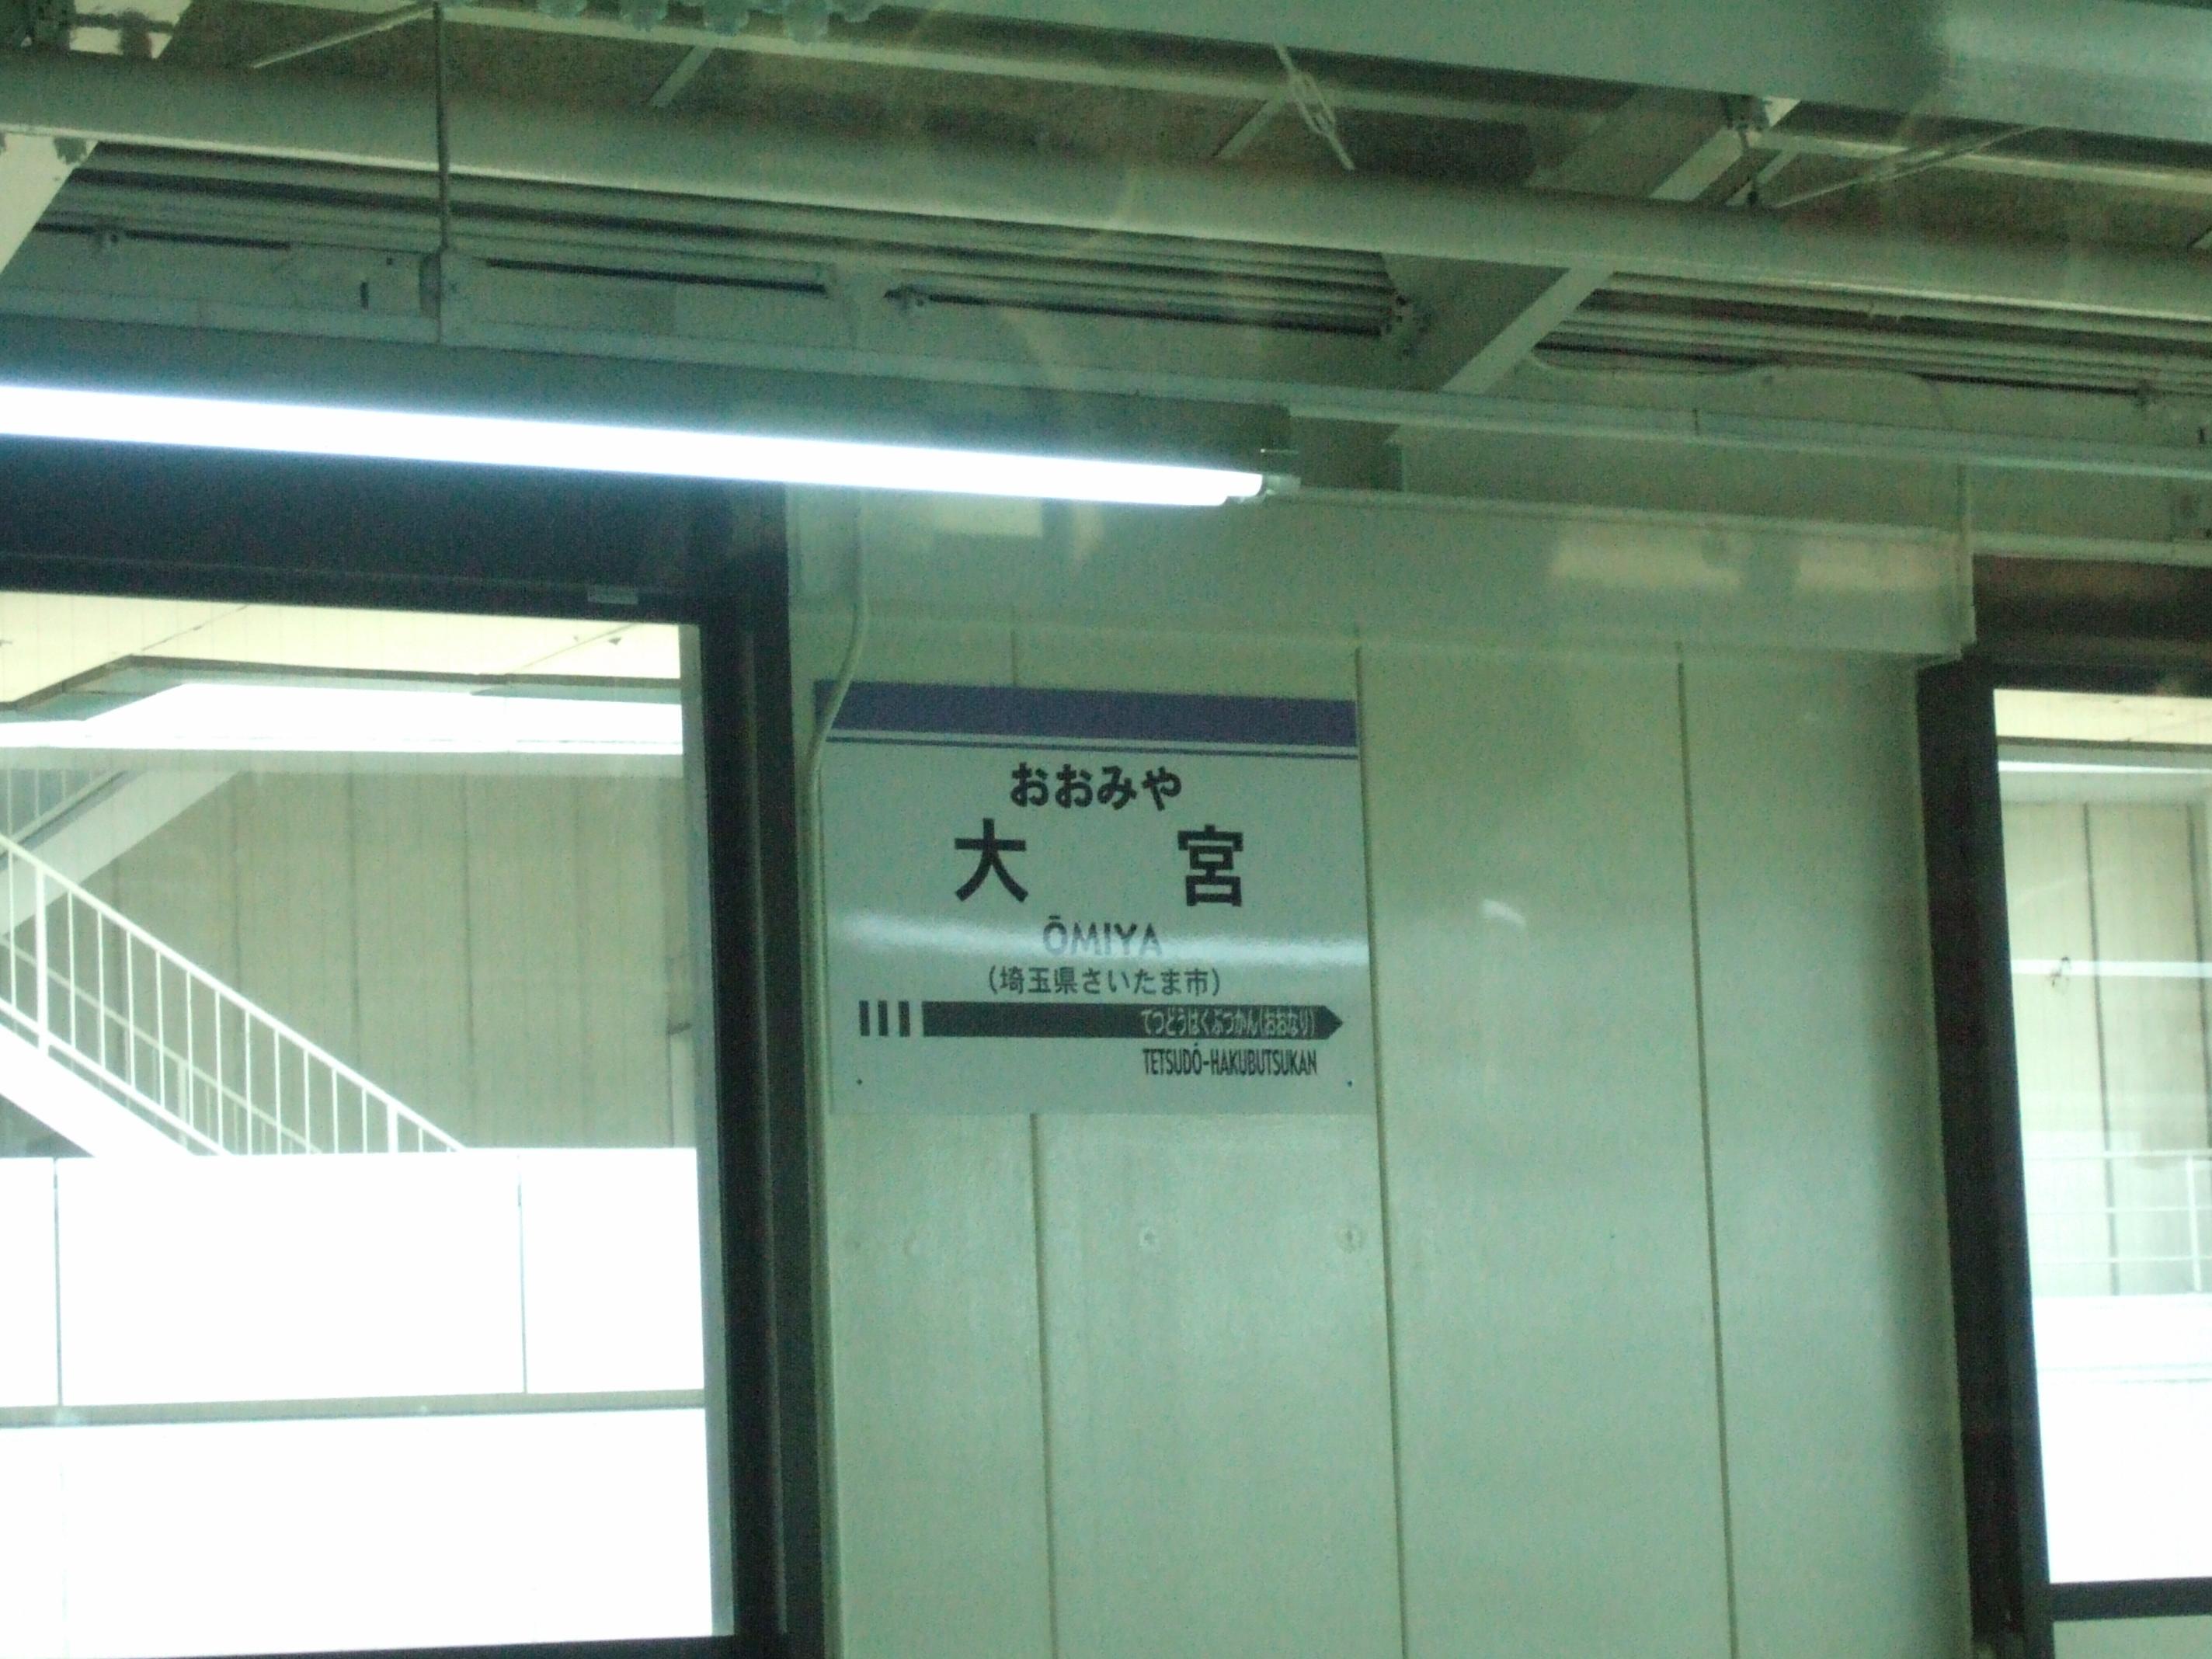 おおみや
大宮
ŌMIYA
(埼玉県さいたま市)
てつどうはくぶつかん(おおなり)
TETSUDŌ-HAKUBUTSUKAN